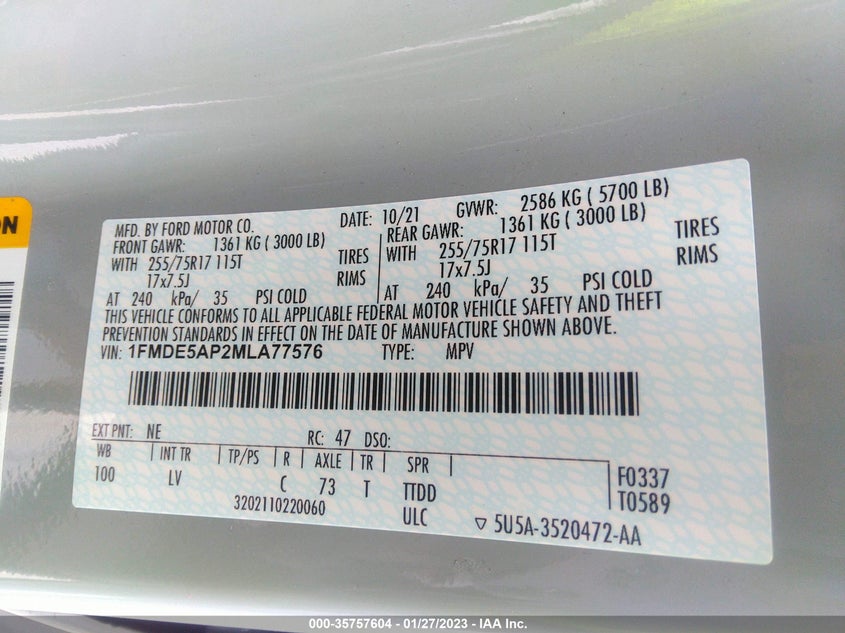 ON
MFD. BY FORD MOTOR CO. DATE: 10/21 GVWR: 2586 KG ( 5700 LB)
FRONT GAWR: 1361 KG ( 3000 LB) REAR GAWR: 1361 KG ( 3000 LB)
WITH 255/75R17 115T TIRES WITH 255/75R17 115T TIRES
17x7.5J RIMS 17x7.5J RIMS
AT 240 kPa/ 35 PSI COLD AT 240 kPa/ 35 PSI COLD
THIS VEHICLE CONFORMS TO ALL APPLICABLE FEDERAL MOTOR VEHICLE SAFETY AND THEFT
PREVENTION STANDARDS IN EFFECT ON THE DATE OF MANUFACTURE SHOWN ABOVE.
VIN: 1FMDE5AP2MLA77576 TYPE: MPV
EXT PNT: NE RC: 47 DSO:
WB INT TR TP/PS R AXLE TR SPR
100 LV C 73 T TTDD F0337
3202110220060 ULC T0589
5U5A-3520472-AA
000-35757604 - 01/27/2023 - IAA Inc.